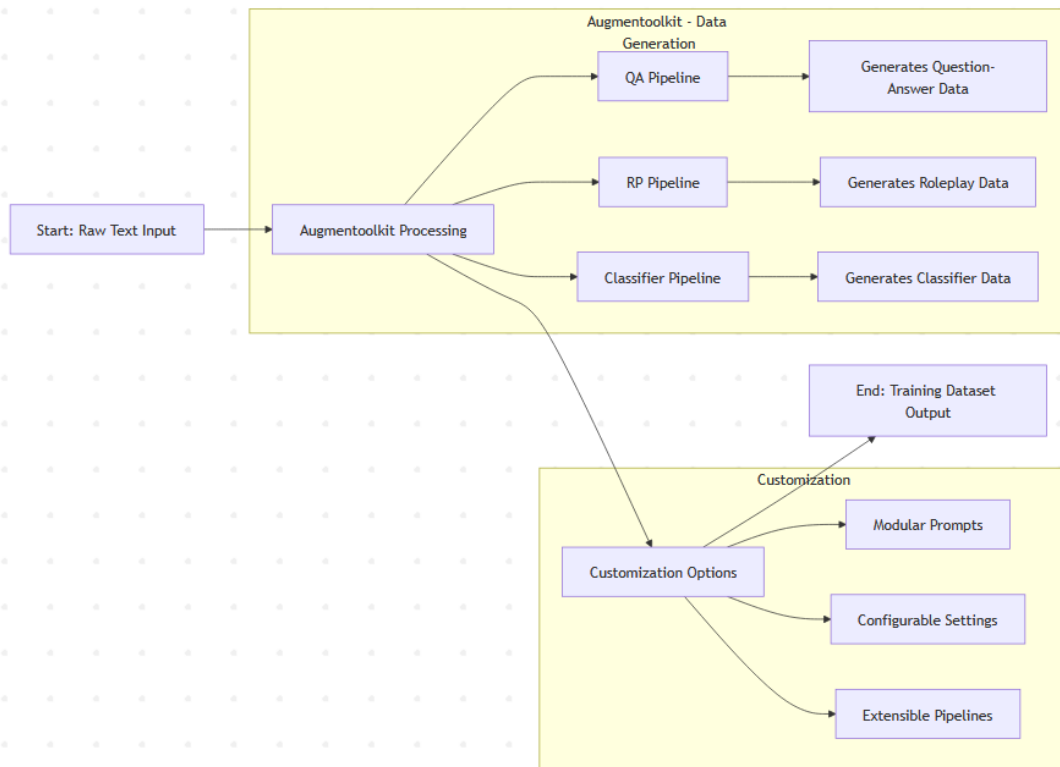 Augmentoolkit - Data
Generation
QA Pipeline
Generates Question-
Answer Data
RP Pipeline
Generates Roleplay Data
Start: Raw Text Input
Augmentoolkit Processing
Classifier Pipeline
Generates Classifier Data
End: Training Dataset
Output
Customization
Modular Prompts
Customization Options
Configurable Settings
Extensible Pipelines